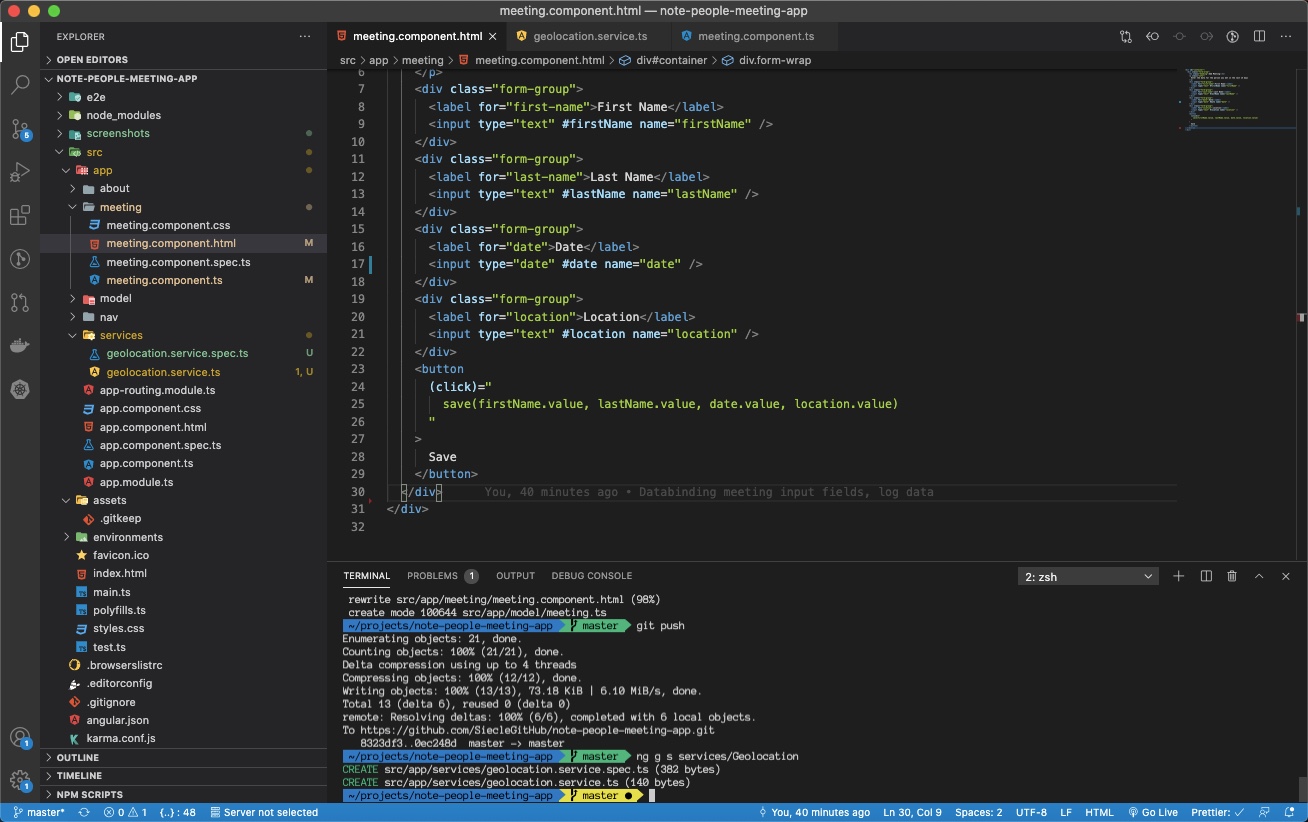 meeting.component.html — note-people-meeting-app
EXPLORER
OPEN EDITORS
NOTE-PEOPLE-MEETING-APP
e2e
node_modules
screenshots
src
app
about
meeting
meeting.component.css
meeting.component.html M
meeting.component.spec.ts
meeting.component.ts M
model
nav
services
geolocation.service.spec.ts U
geolocation.service.ts 1, U
app-routing.module.ts
app.component.css
app.component.html
app.component.spec.ts
app.component.ts
app.module.ts
assets
.gitkeep
environments
favicon.ico
index.html
main.ts
polyfills.ts
styles.css
test.ts
.browserslistrc
.editorconfig
.gitignore
angular.json
karma.conf.js
OUTLINE
TIMELINE
NPM SCRIPTS
5
1
1
meeting.component.html geolocation.service.ts meeting.component.ts
src > app > meeting > meeting.component.html > div#container > div.form-wrap
6 </p>
7 <div class="form-group">
8 <label for="first-name">First Name</label>
9 <input type="text" #firstName name="firstName" />
10 </div>
11 <div class="form-group">
12 <label for="last-name">Last Name</label>
13 <input type="text" #lastName name="lastName" />
14 </div>
15 <div class="form-group">
16 <label for="date">Date</label>
17 <input type="date" #date name="date" />
18 </div>
19 <div class="form-group">
20 <label for="location">Location</label>
21 <input type="text" #location name="location" />
22 </div>
23 <button
24 (click)="
25 save(firstName.value, lastName.value, date.value, location.value)
26 "
27 >
28 Save
29 </button>
30 </div> You, 40 minutes ago • Databinding meeting input fields, log data
31 </div>
32
TERMINAL PROBLEMS 1 OUTPUT DEBUG CONSOLE 2: zsh
rewrite src/app/meeting/meeting.component.html (98%)
create mode 100644 src/app/model/meeting.ts
~/projects/note-people-meeting-app master git push
Enumerating objects: 21, done.
Counting objects: 100% (21/21), done.
Delta compression using up to 4 threads
Compressing objects: 100% (12/12), done.
Writing objects: 100% (13/13), 73.18 KiB | 6.10 MiB/s, done.
Total 13 (delta 6), reused 0 (delta 0)
remote: Resolving deltas: 100% (6/6), completed with 6 local objects.
To https://github.com/SiecleGitHub/note-people-meeting-app.git
8323df3..0ec248d master -> master
~/projects/note-people-meeting-app master ng g s services/Geolocation
CREATE src/app/services/geolocation.service.spec.ts (382 bytes)
CREATE src/app/services/geolocation.service.ts (140 bytes)
~/projects/note-people-meeting-app master ●
master* 0 1 {..} : 48 Server not selected You, 40 minutes ago Ln 30, Col 9 Spaces: 2 UTF-8 LF HTML Go Live Prettier: ✓